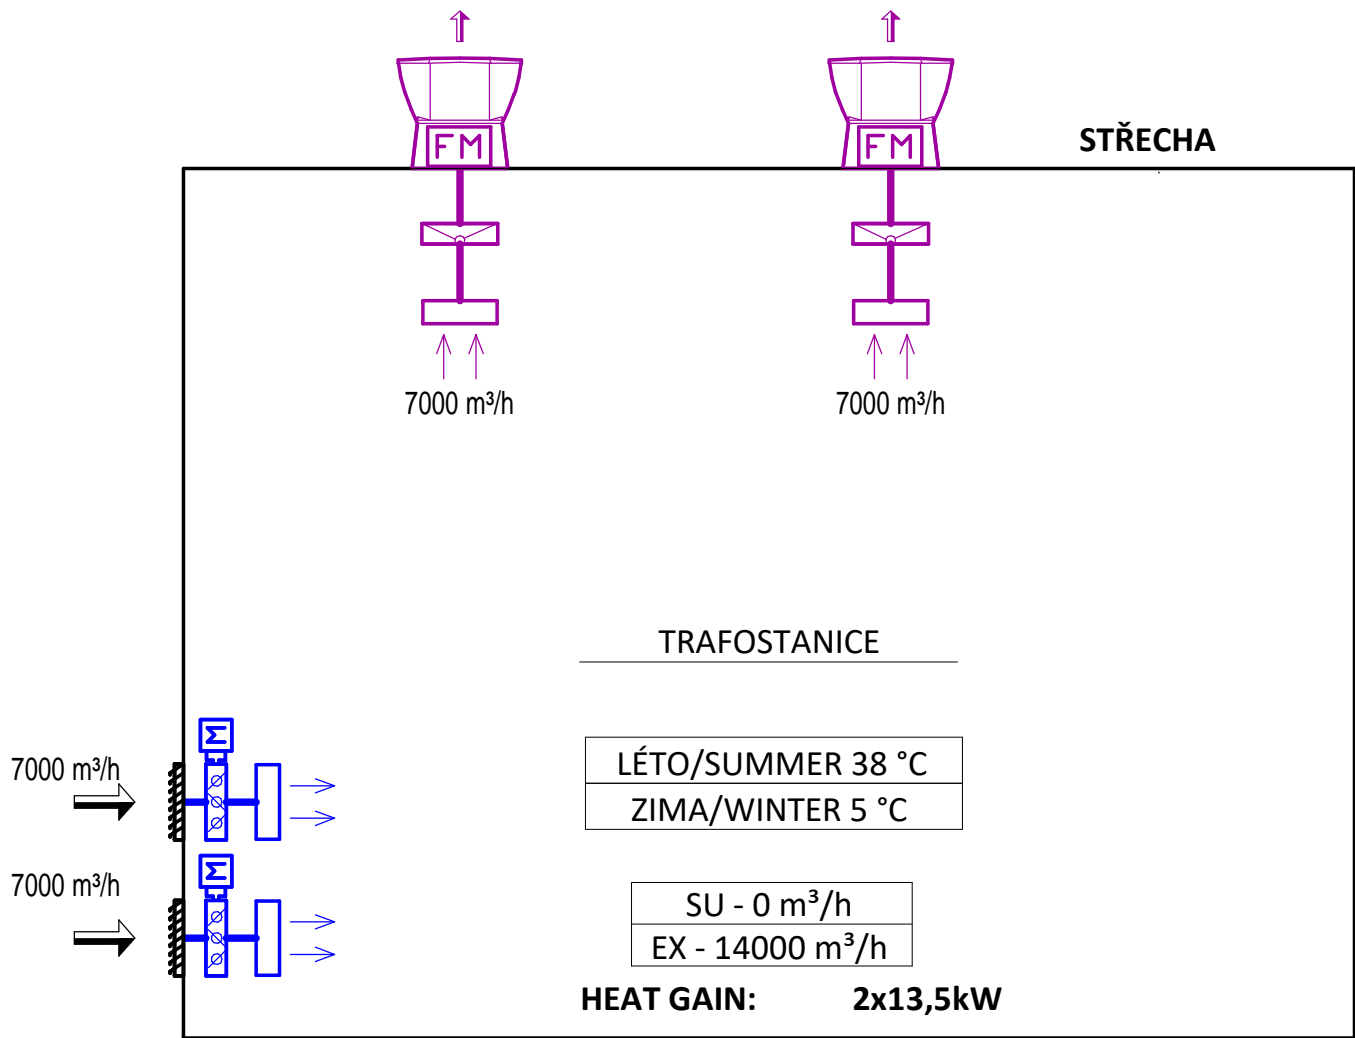 FM
FM
STŘECHA
7000 m³/h
7000 m³/h
TRAFOSTANICE
LÉTO/SUMMER 38 °C
ZIMA/WINTER 5 °C
7000 m³/h
M
7000 m³/h
M
SU - 0 m³/h
EX - 14000 m³/h
HEAT GAIN: 2x13,5kW